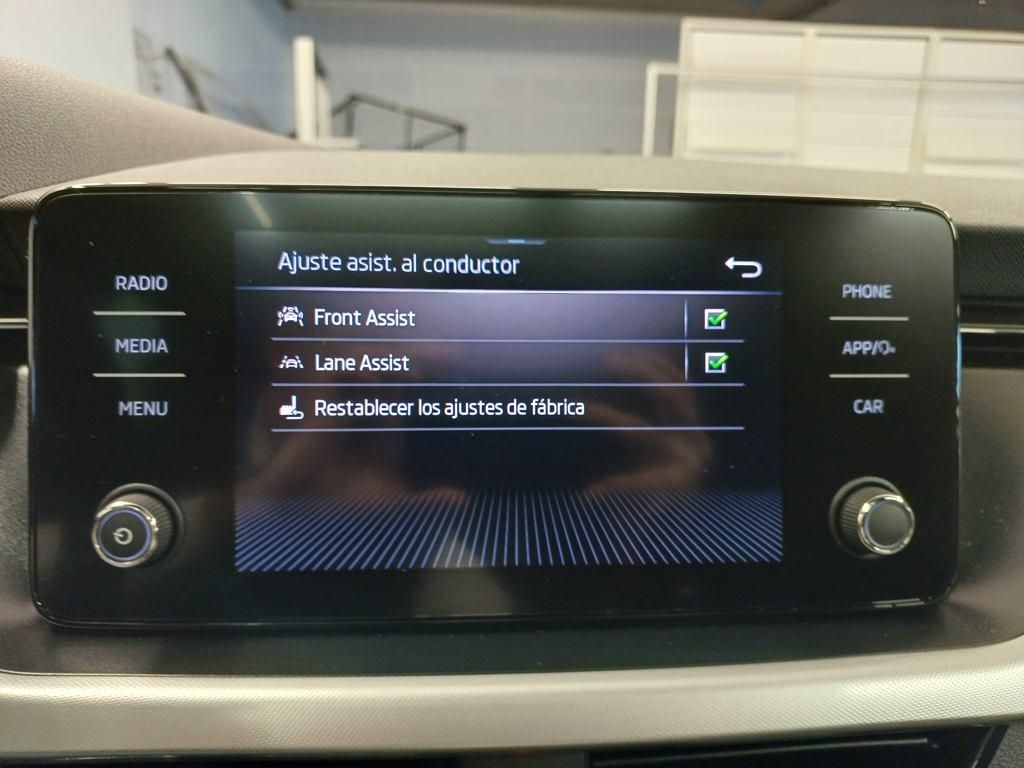 Ajuste asist. al conductor
RADIO
PHONE
Front Assist
MEDIA
APP/
Lane Assist
MENU
CAR
Restablecer los ajustes de fábrica